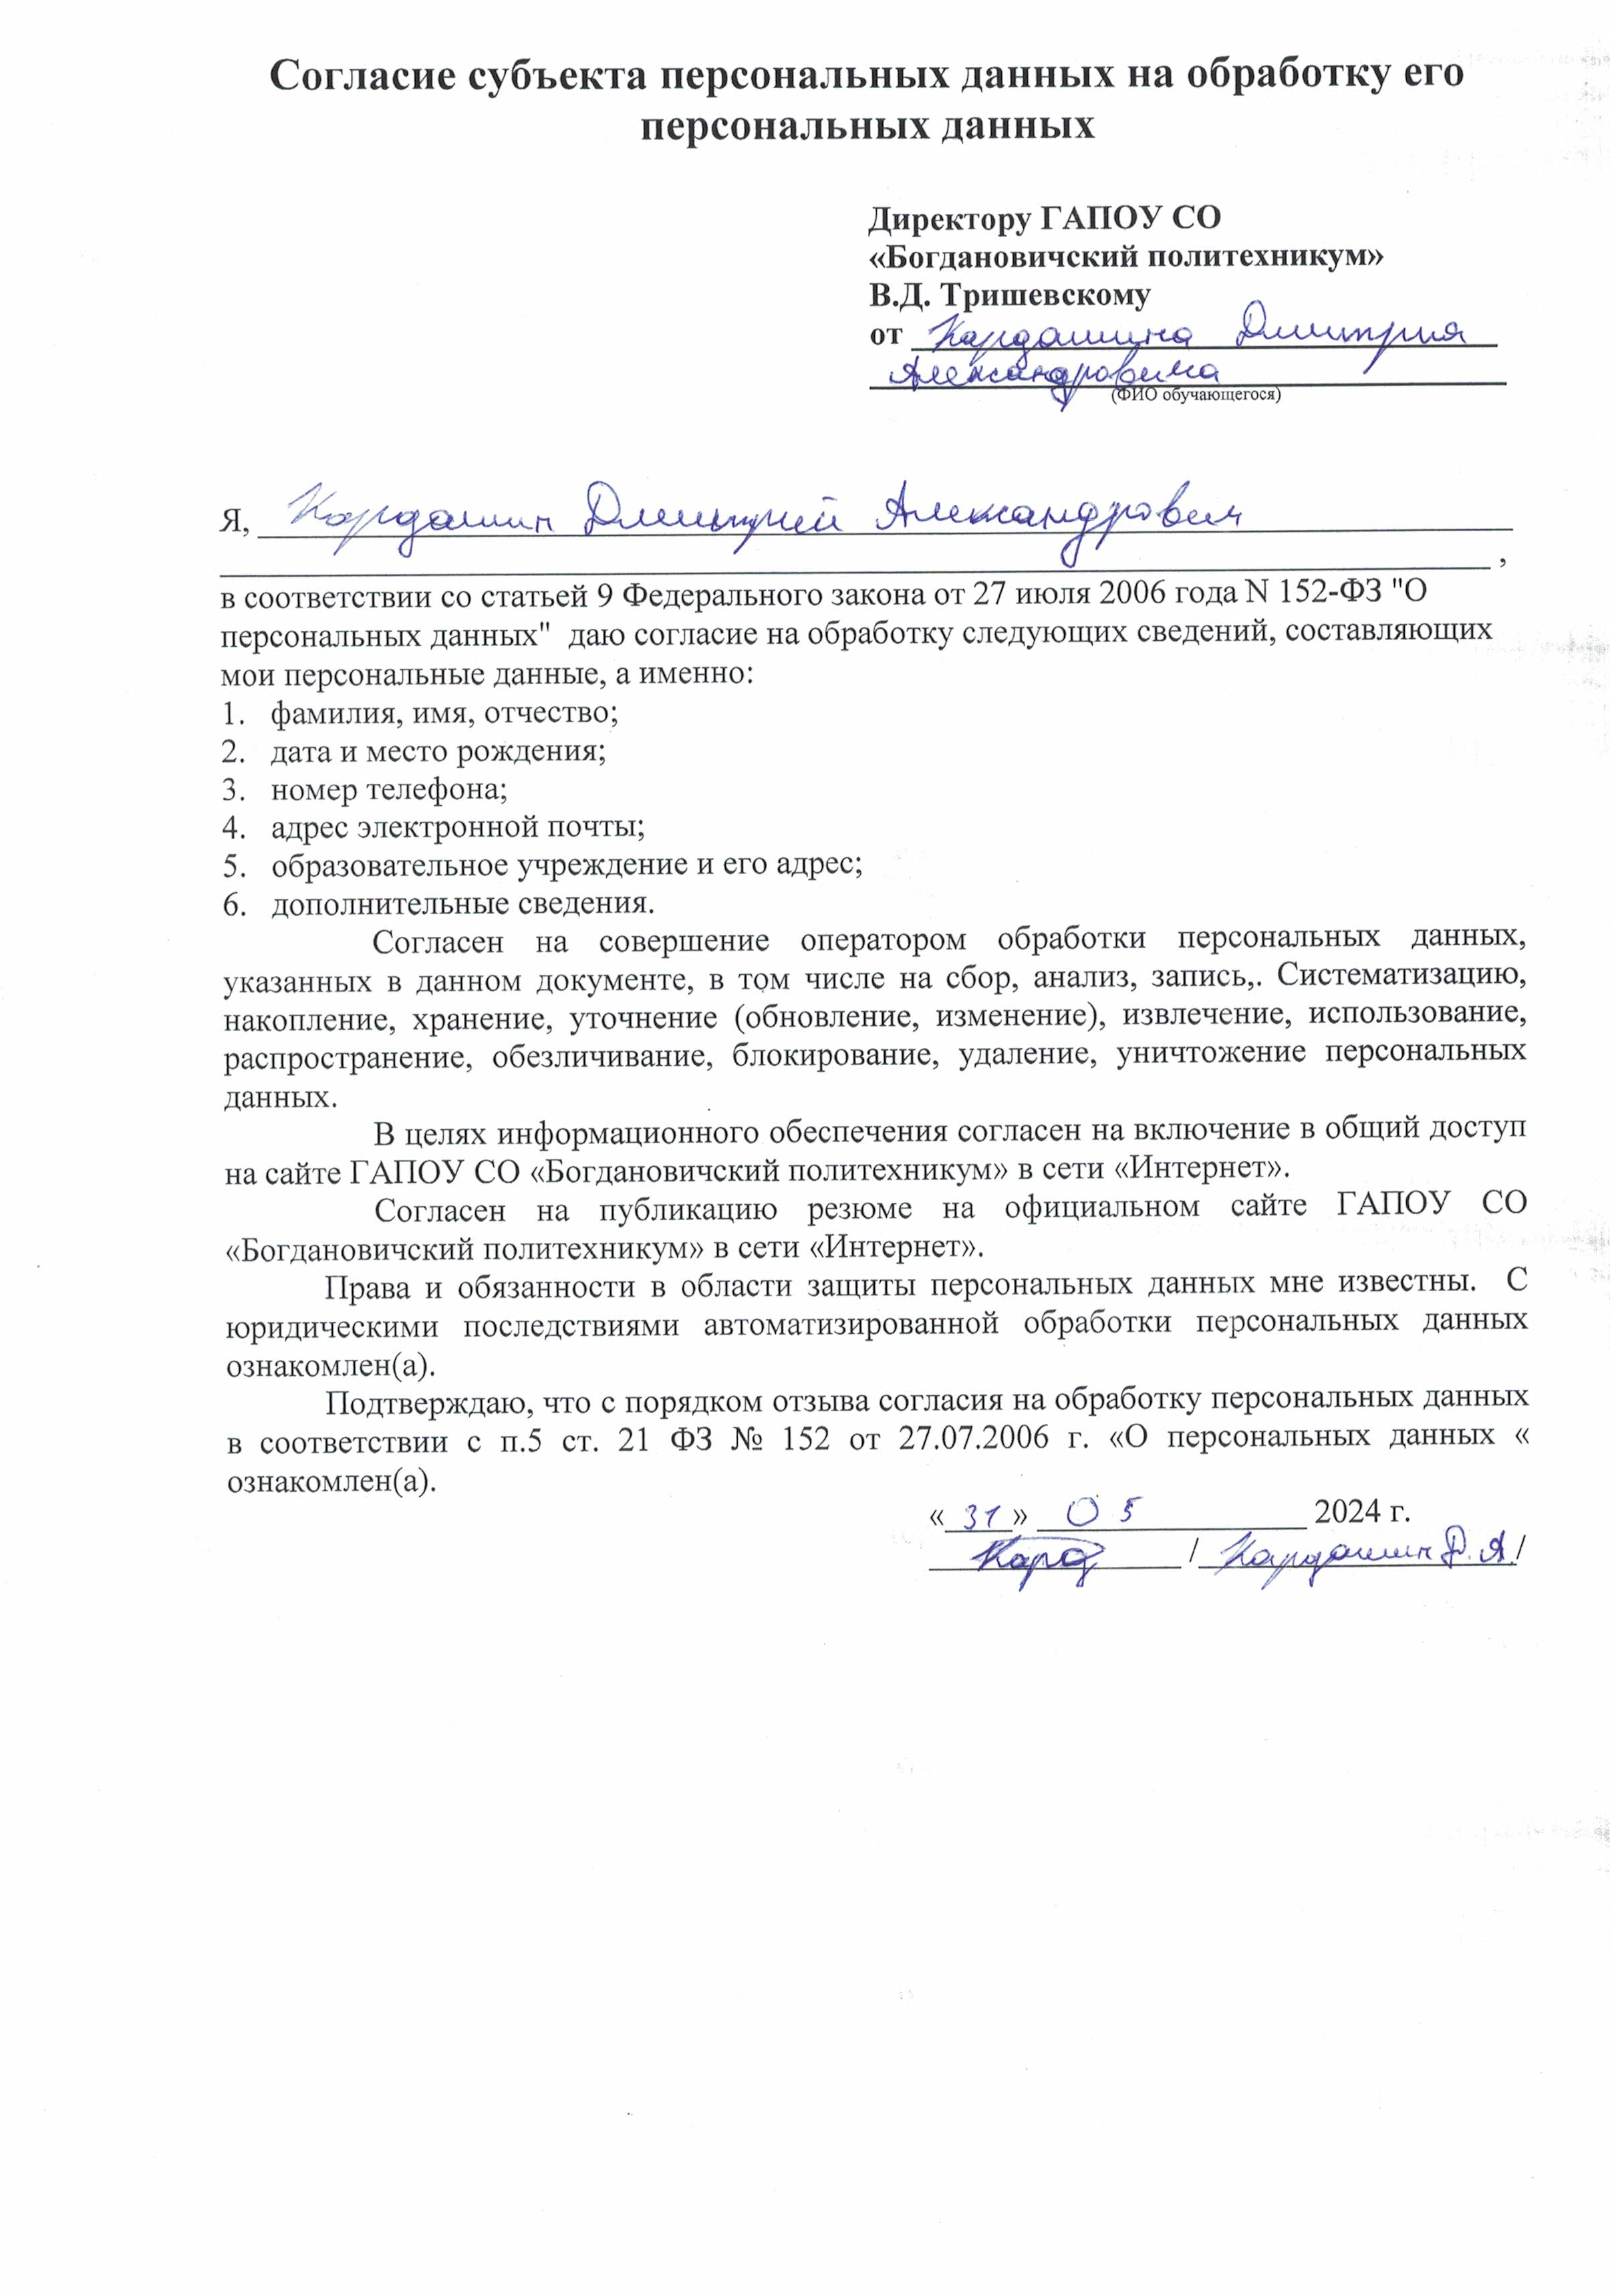 Согласие субъекта персональных данных на обработку его
персональных данных
Директору ГАПОУ СО
«Богдановичский политехникум»
В.Д. Тришевскому
от Кардашина Дмитрия
Александровича
(ФИО обучающегося)
Я, Кардашин Дмитрий Александрович
,
в соответствии со статьей 9 Федерального закона от 27 июля 2006 года N 152-ФЗ "О
персональных данных" даю согласие на обработку следующих сведений, составляющих
мои персональные данные, а именно:
1. фамилия, имя, отчество;
2. дата и место рождения;
3. номер телефона;
4. адрес электронной почты;
5. образовательное учреждение и его адрес;
6. дополнительные сведения.
Согласен на совершение оператором обработки персональных данных,
указанных в данном документе, в том числе на сбор, анализ, запись,. Систематизацию,
накопление, хранение, уточнение (обновление, изменение), извлечение, использование,
распространение, обезличивание, блокирование, удаление, уничтожение персональных
данных.
В целях информационного обеспечения согласен на включение в общий доступ
на сайте ГАПОУ СО «Богдановичский политехникум» в сети «Интернет».
Согласен на публикацию резюме на официальном сайте ГАПОУ СО
«Богдановичский политехникум» в сети «Интернет».
Права и обязанности в области защиты персональных данных мне известны. С
юридическими последствиями автоматизированной обработки персональных данных
ознакомлен(а).
Подтверждаю, что с порядком отзыва согласия на обработку персональных данных
в соответствии с п.5 ст. 21 ФЗ № 152 от 27.07.2006 г. «О персональных данных «
ознакомлен(а).
«31» 05 2024 г.
Кард / Кардашин Д.А./